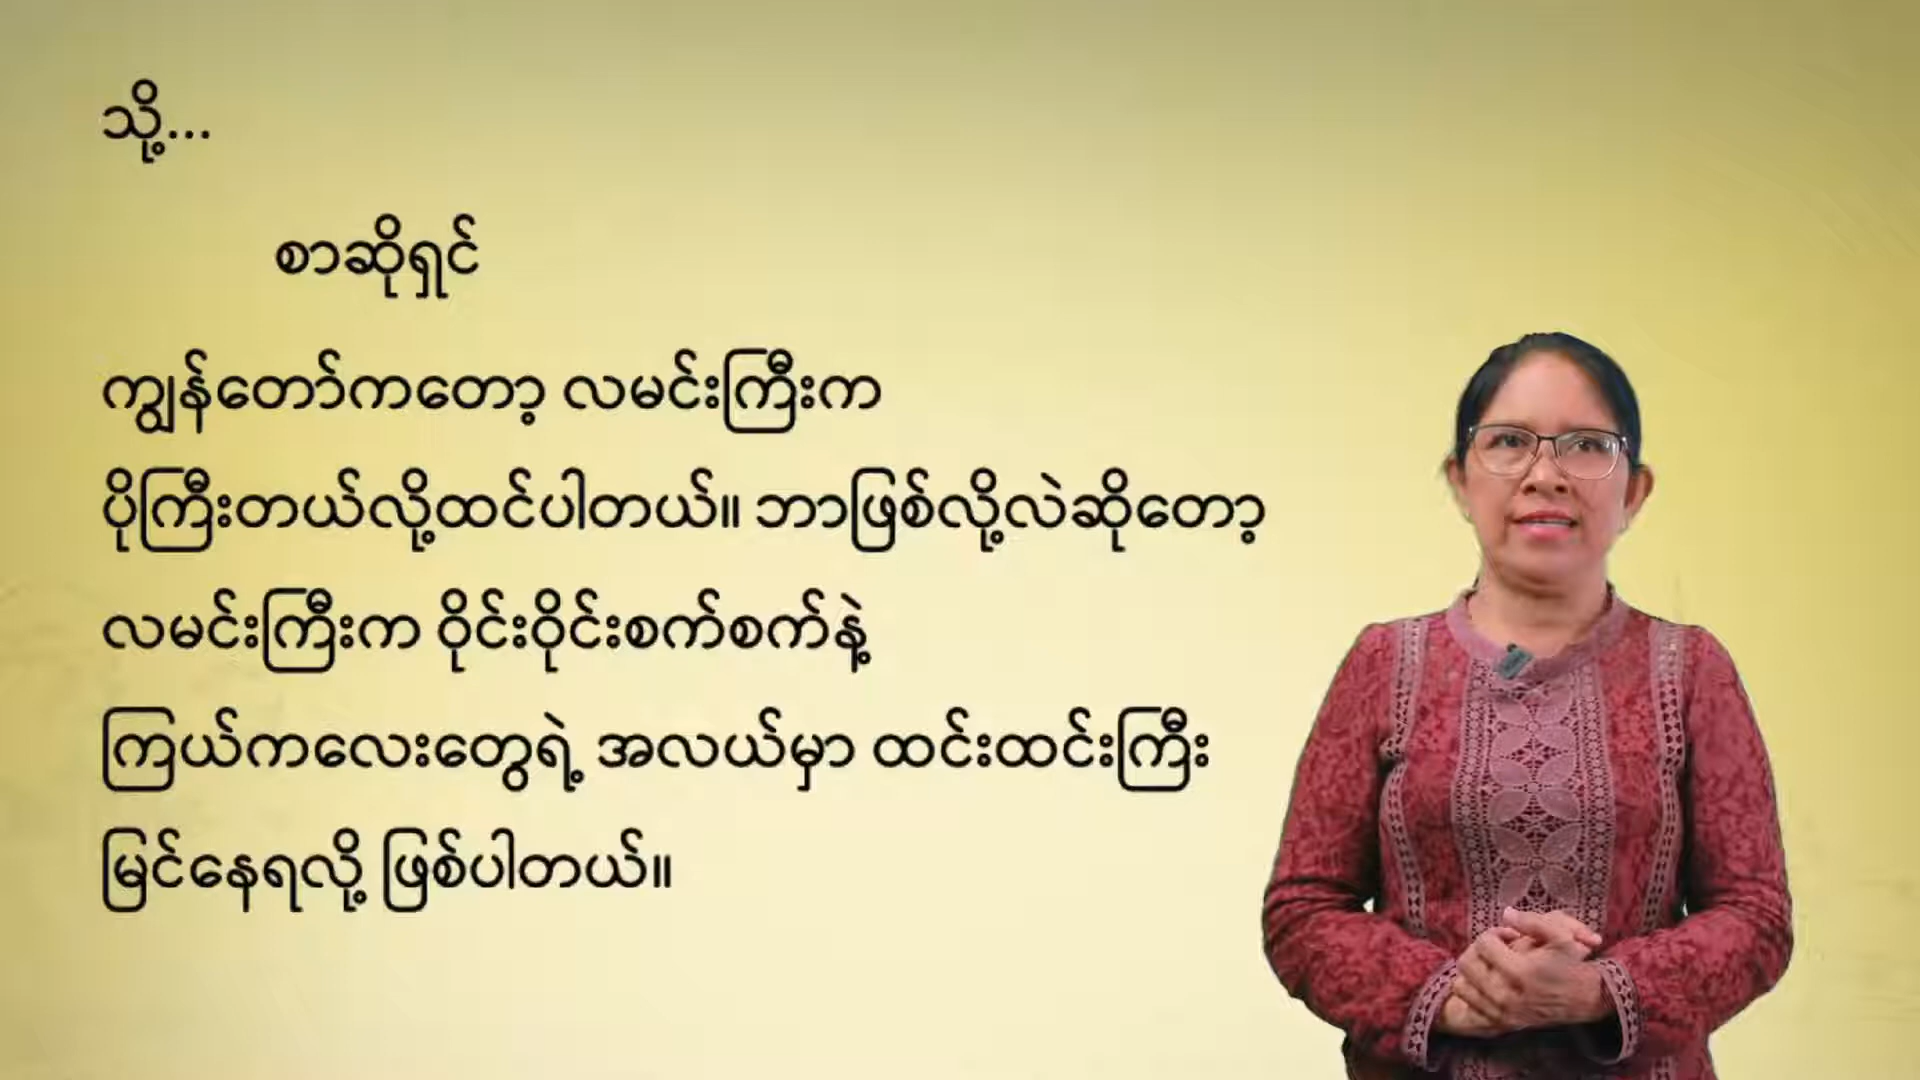 သို့...
စာဆိုရှင်
ကျွန်တော်ကတော့ လမင်းကြီးက
ပိုကြီးတယ်လို့ထင်ပါတယ်။ ဘာဖြစ်လို့လဲဆိုတော့
လမင်းကြီးက ဝိုင်းဝိုင်းစက်စက်နဲ့
ကြယ်ကလေးတွေရဲ့ အလယ်မှာ ထင်းထင်းကြီး
မြင်နေရလို့ ဖြစ်ပါတယ်။